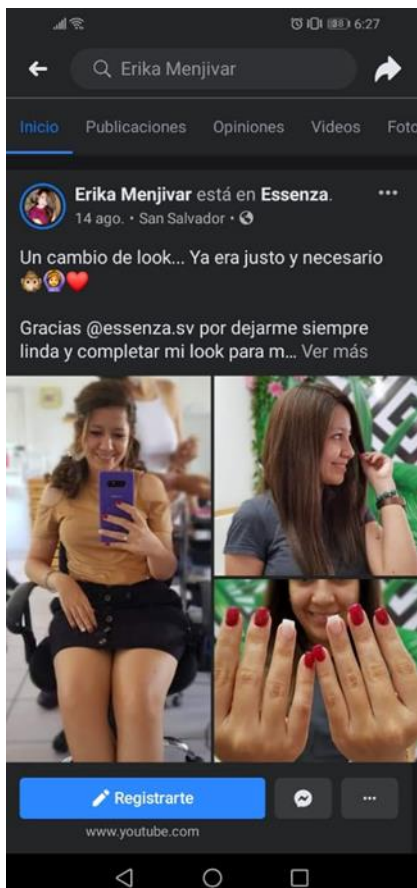 6:27
Erika Menjivar
Inicio Publicaciones Opiniones Videos Foto
Erika Menjivar está en Essenza.
14 ago. • San Salvador •
Un cambio de look... Ya era justo y necesario
🙊🙆‍♀️❤️
Gracias @essenza.sv por dejarme siempre
linda y completar mi look para m... Ver más
Registrarte
www.youtube.com